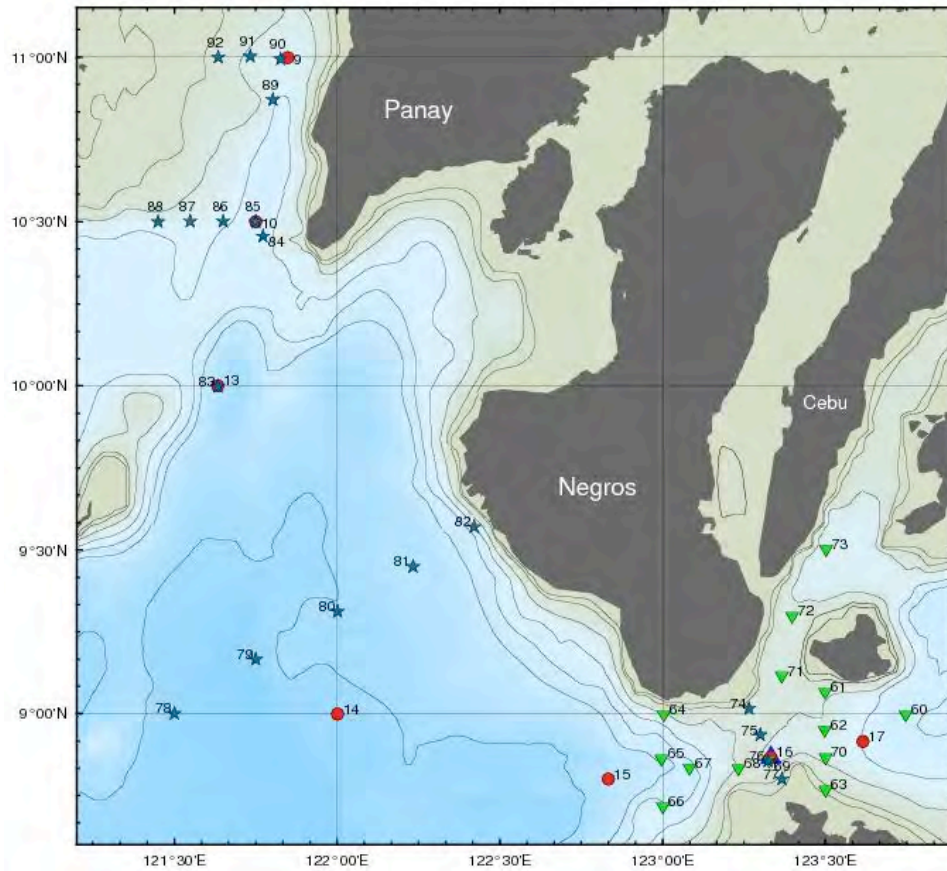 92 91 90
11°00'N 9
89
Panay
88 87 86 85
10°30'N 10
84
10°00'N 83 13
Cebu
Negros
82
9°30'N 73
81
80 72
79 71
61
78 14 74 64 60
9°00'N
75 62 17
65 76 16 70
67 68 69
15 77
63
66
121°30'E 122°00'E 122°30'E 123°00'E 123°30'E